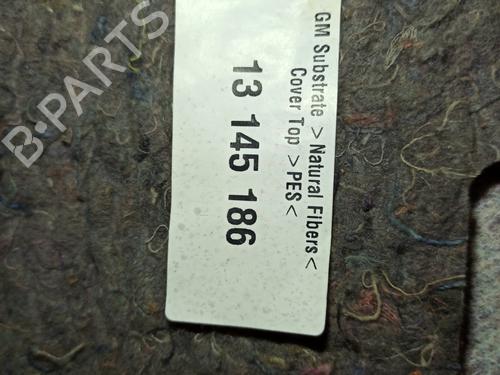 GM Substrate > Natural Fibers<
Cover Top > PES<
13 145 186
B-PARTS